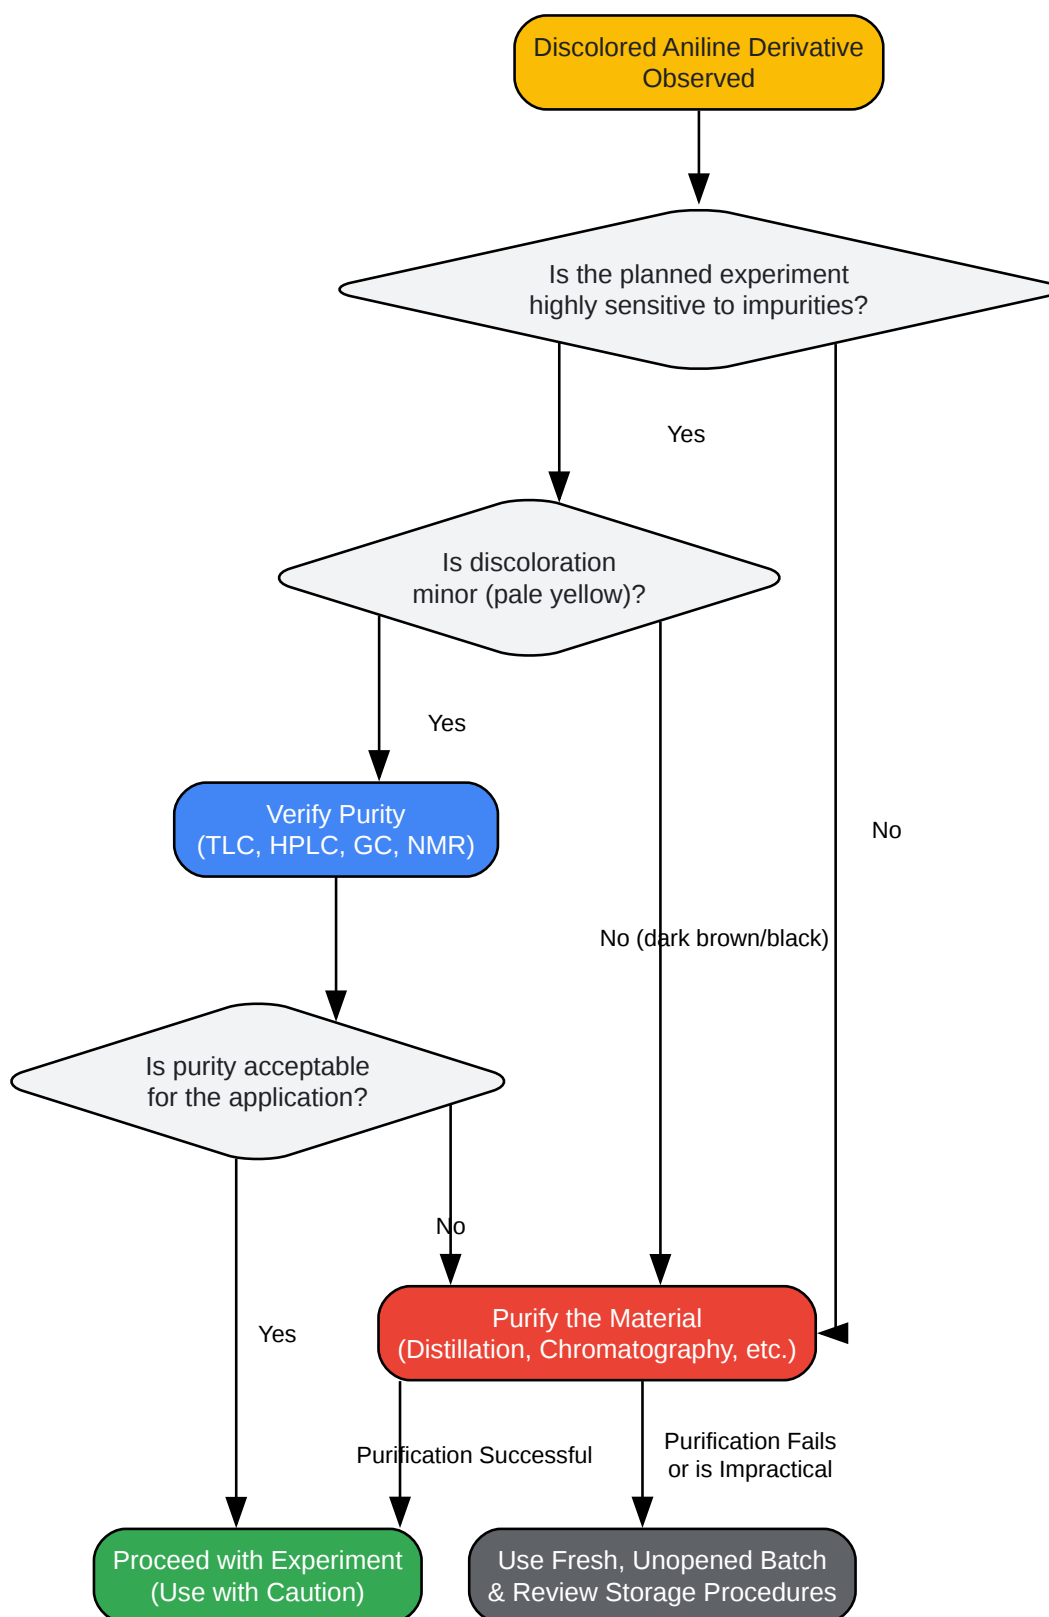 Discolored Aniline Derivative
Observed
Is the planned experiment
highly sensitive to impurities?
Yes
Is discoloration
minor (pale yellow)?
Yes
Verify Purity
(TLC, HPLC, GC, NMR)
No
No (dark brown/black)
Is purity acceptable
for the application?
No
Yes
Purify the Material
(Distillation, Chromatography, etc.)
Purification Successful
Purification Fails
or is Impractical
Proceed with Experiment
(Use with Caution)
Use Fresh, Unopened Batch
& Review Storage Procedures